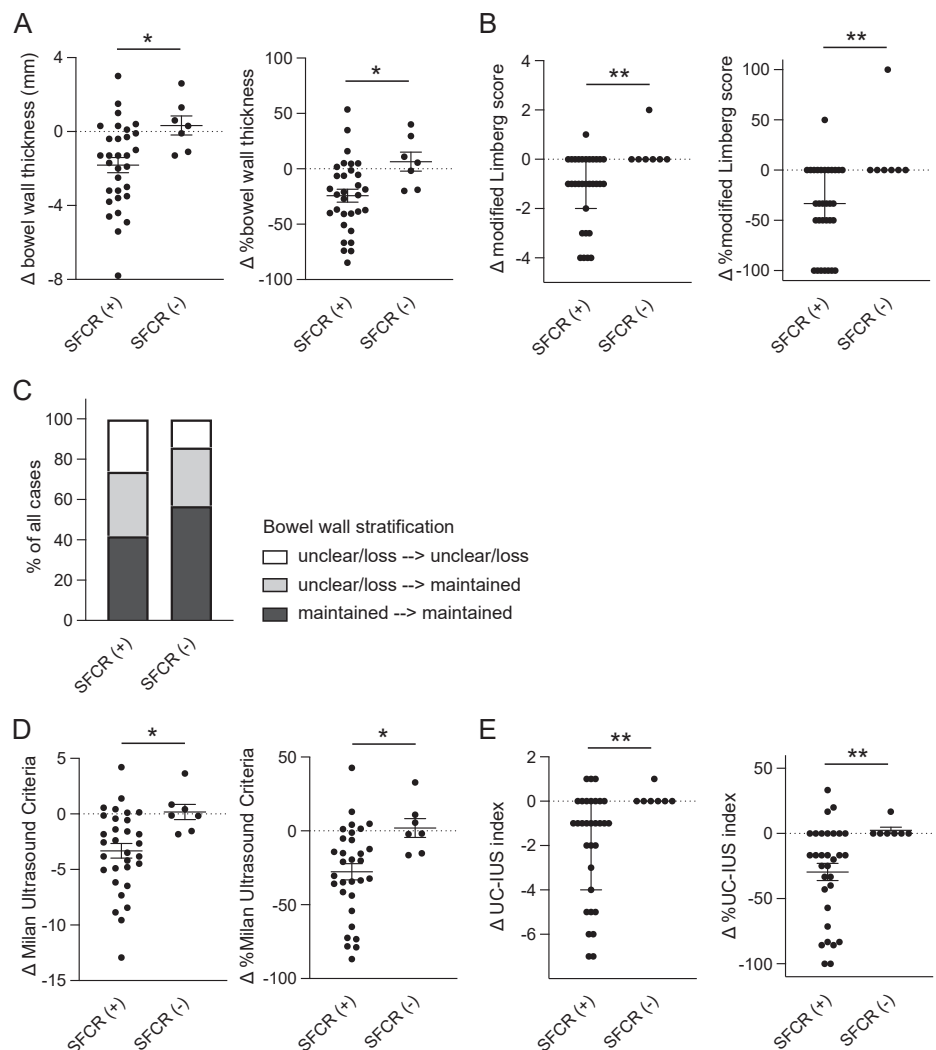 A
Δ bowel wall thickness (mm)
4
0
-4
-8
*
SFCR (+)
SFCR (-)
Δ %bowel wall thickness
100
50
0
-50
-100
*
SFCR (+)
SFCR (-)
B
Δ modified Limberg score
4
2
0
-2
-4
**
SFCR (+)
SFCR (-)
Δ %modified Limberg score
100
50
0
-50
-100
**
SFCR (+)
SFCR (-)
C
% of all cases
100
80
60
40
20
0
SFCR (+)
SFCR (-)
Bowel wall stratification
unclear/loss --> unclear/loss
unclear/loss --> maintained
maintained --> maintained
D
Δ Milan Ultrasound Criteria
5
0
-5
-10
-15
*
SFCR (+)
SFCR (-)
Δ %Milan Ultrasound Criteria
50
0
-50
-100
*
SFCR (+)
SFCR (-)
E
Δ UC-IUS index
2
0
-2
-4
-6
**
SFCR (+)
SFCR (-)
Δ %UC-IUS index
50
0
-50
-100
**
SFCR (+)
SFCR (-)